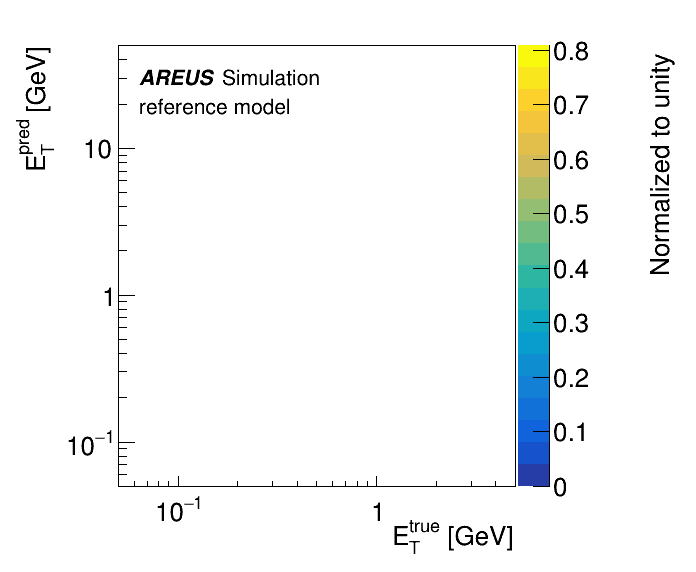 AREUS Simulation
reference model
E_T^pred [GeV]
10
1
10⁻¹
10⁻¹
1
E_T^true [GeV]
0.8
0.7
0.6
0.5
0.4
0.3
0.2
0.1
0
Normalized to unity